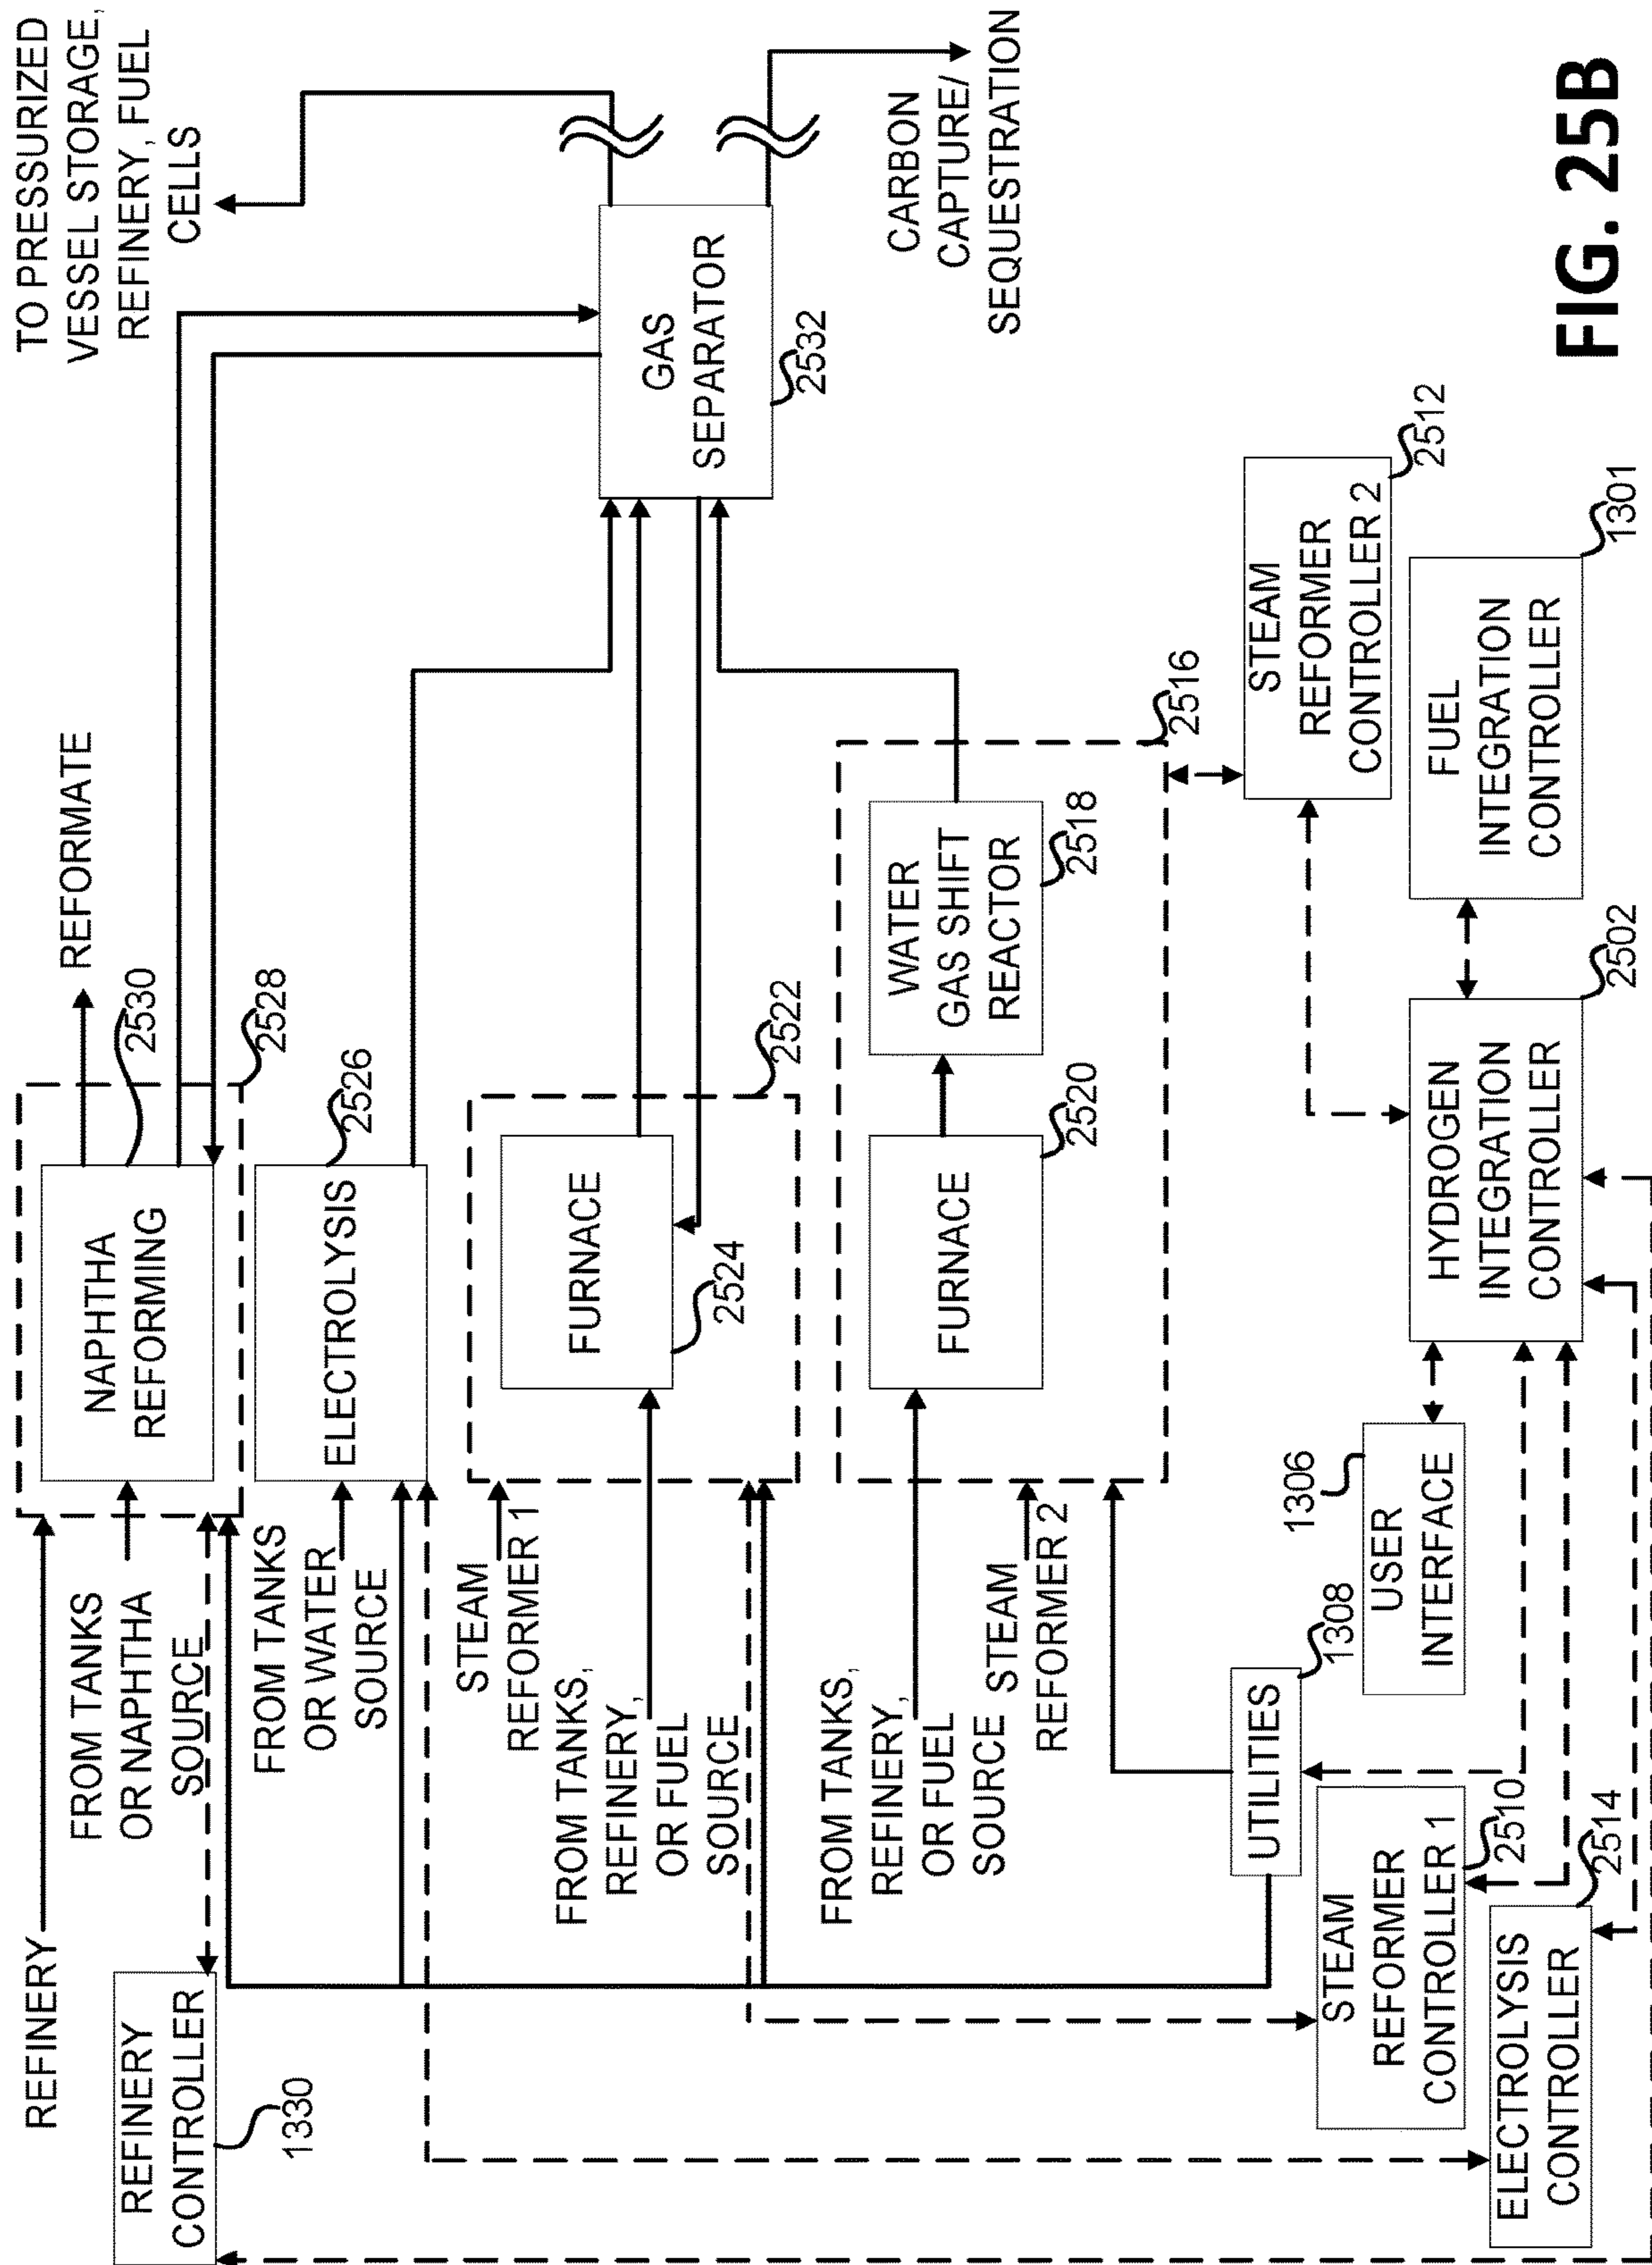 REFINERY
REFINERY
CONTROLLER
1330
FROM TANKS
OR NAPHTHA
SOURCE
NAPHTHA
REFORMING
2530
2528
REFORMATE
TO PRESSURIZED
VESSEL STORAGE,
REFINERY, FUEL
CELLS
FROM TANKS
OR WATER
SOURCE
ELECTROLYSIS
2526
STEAM
REFORMER 1
FROM TANKS,
REFINERY,
OR FUEL
SOURCE
FURNACE
2524
2522
GAS
SEPARATOR
2532
CARBON
CAPTURE/
SEQUESTRATION
FROM TANKS,
REFINERY,
OR FUEL
SOURCE
STEAM
REFORMER 2
FURNACE
2520
WATER
GAS SHIFT
REACTOR
2518
2516
UTILITIES
1308
STEAM
REFORMER
CONTROLLER 1
2510
ELECTROLYSIS
CONTROLLER
2514
USER
INTERFACE
1306
HYDROGEN
INTEGRATION
CONTROLLER
2502
STEAM
REFORMER
CONTROLLER 2
2512
FUEL
INTEGRATION
CONTROLLER
1301
FIG. 25B